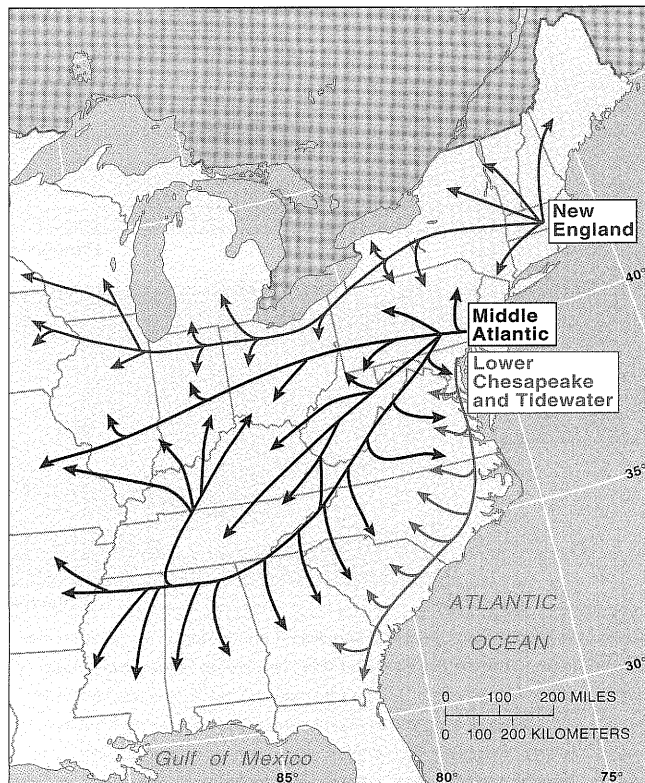 New
England
40°
Middle
Atlantic
Lower
Chesapeake
and Tidewater
35°
ATLANTIC
OCEAN
30°
0 100 200 MILES
0 100 200 KILOMETERS
Gulf of Mexico
85°
80°
75°